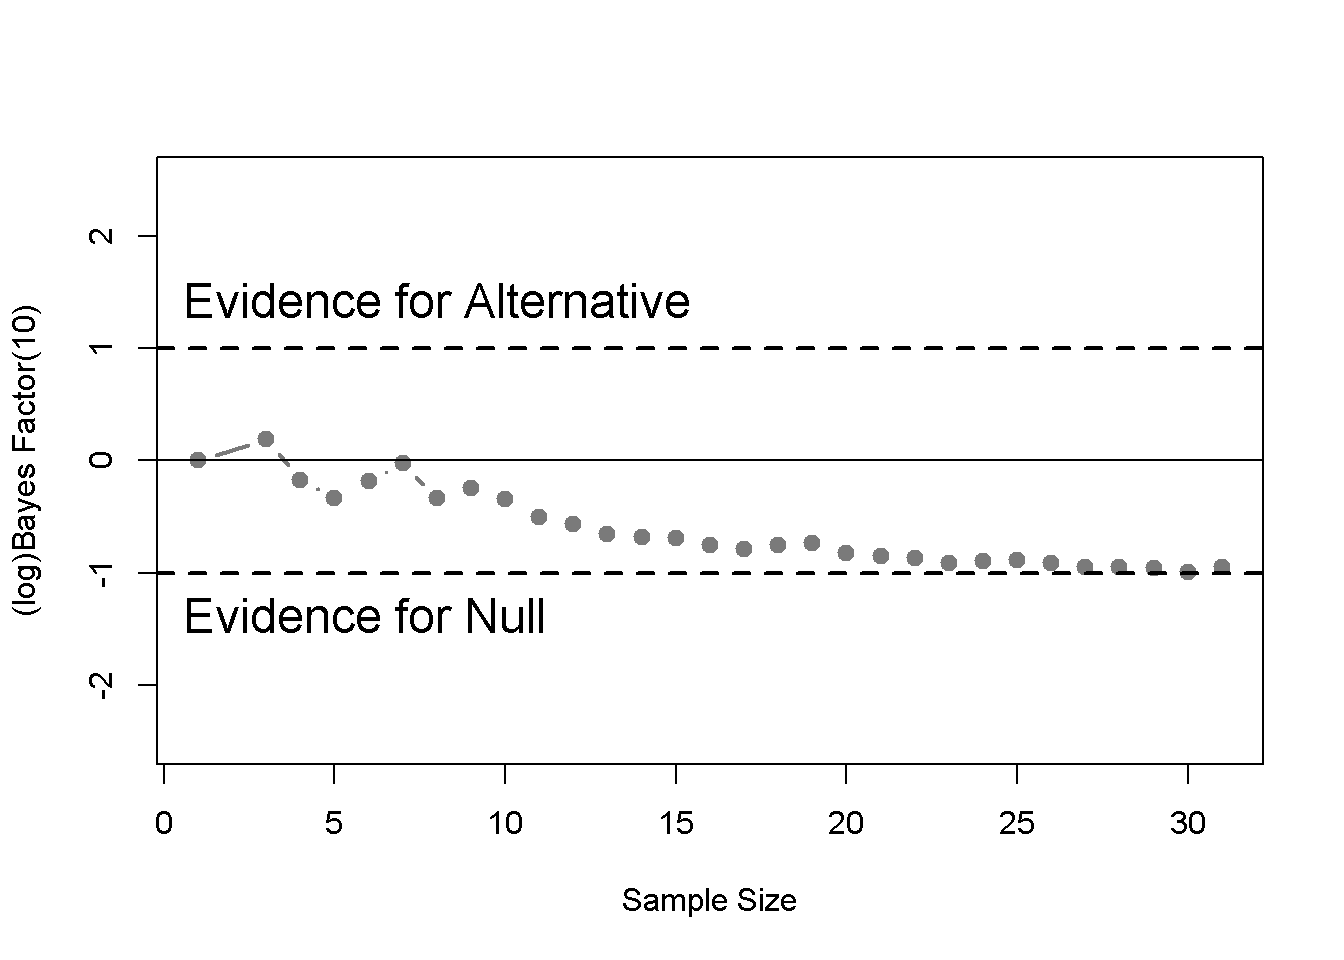 2
Evidence for Alternative
1
0
-1
Evidence for Null
-2
(log)Bayes Factor(10)
0 5 10 15 20 25 30
Sample Size